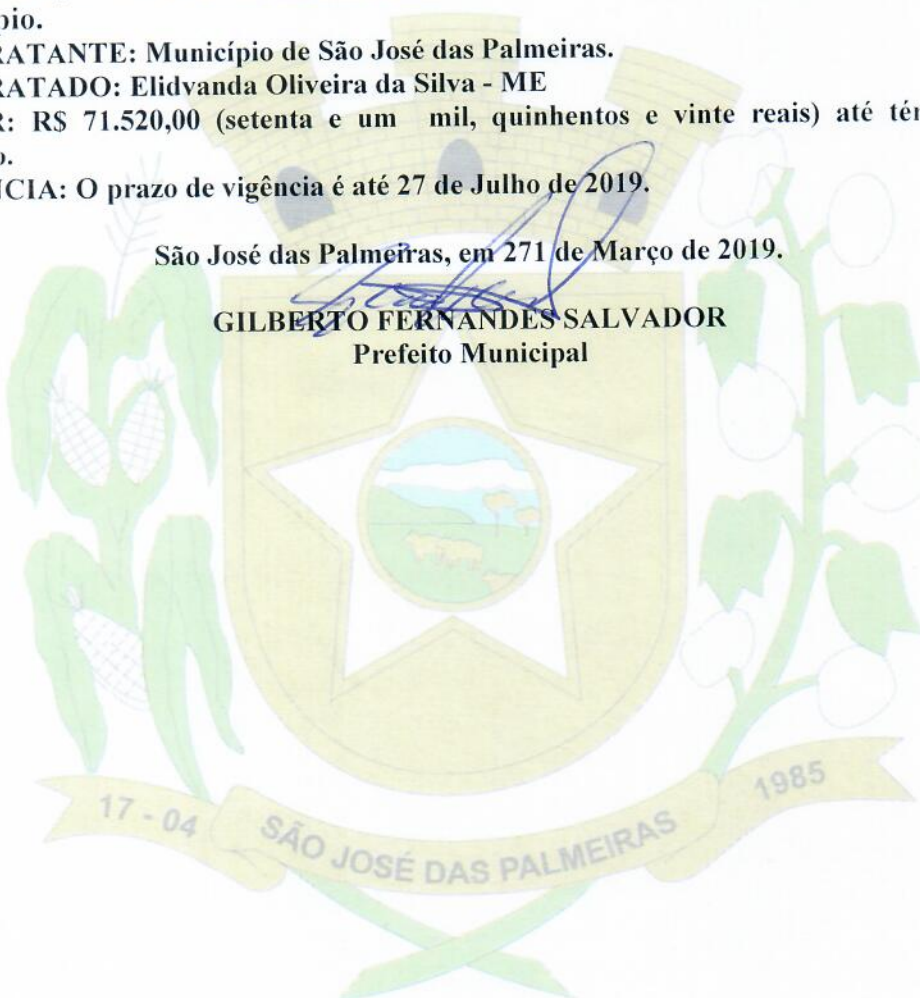 pio.
RATANTE: Município de São José das Palmeiras.
RATADO: Elidvanda Oliveira da Silva - ME
R: R$ 71.520,00 (setenta e um mil, quinhentos e vinte reais) até tér
o.
NCIA: O prazo de vigência é até 27 de Julho de 2019.
São José das Palmeiras, em 271 de Março de 2019.
GILBERTO FERNANDES SALVADOR
Prefeito Municipal
17 - 04
SÃO JOSÉ DAS PALMEIRAS
1985